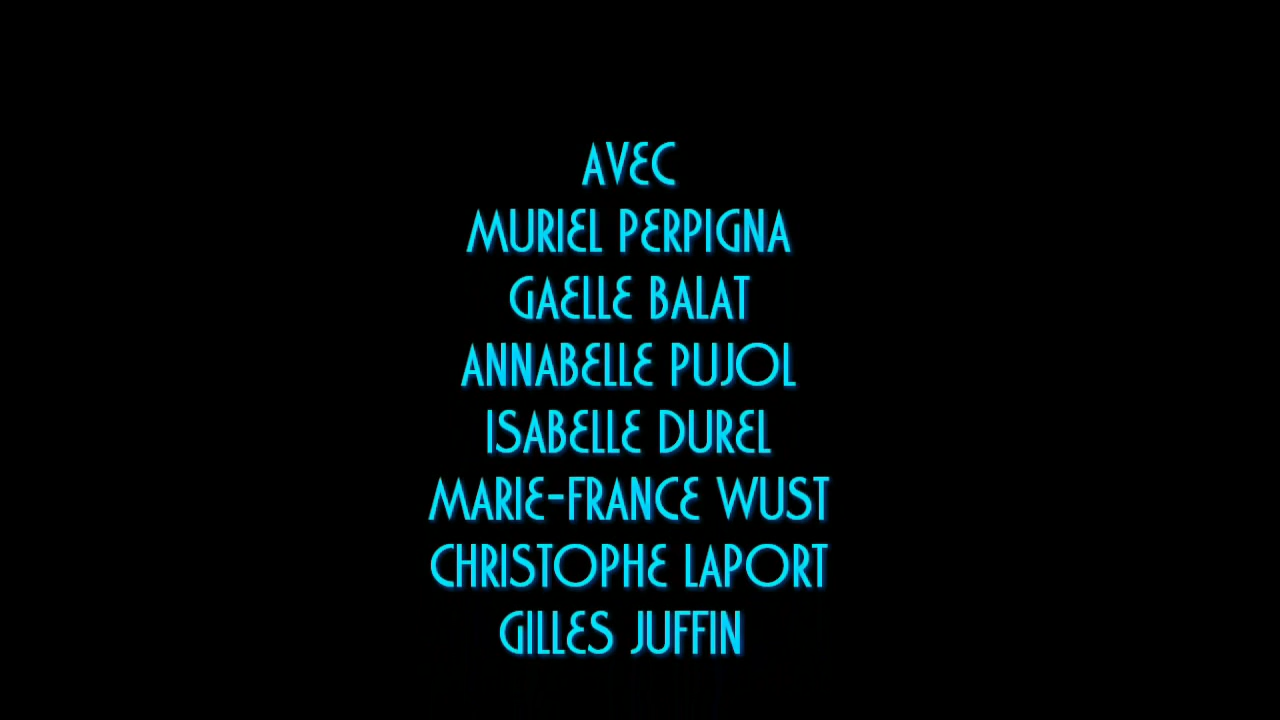 AVEC
MURIEL PERPIGNA
GAELLE BALAT
ANNABELLE PUJOL
ISABELLE DUREL
MARIE-FRANCE WUST
CHRISTOPHE LAPORT
GILLES JUFFIN